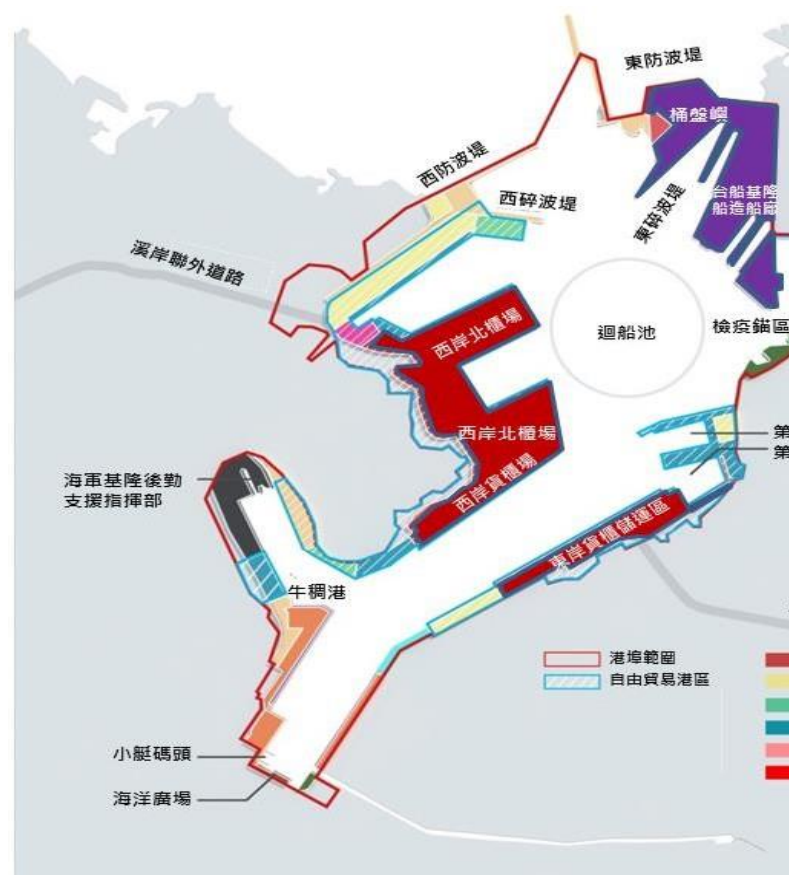 東防波堤
桶盤嶼
西防波堤
西碎波堤
東碎波堤
台船基隆
船造船廠
溪岸聯外道路
西岸北櫃場
迴船池
檢疫錨區
西岸北櫃場
第
第
西岸貨櫃場
海軍基隆後勤
支援指揮部
東岸貨櫃儲運區
牛稠港
港埠範圍
自由貿易港區
小艇碼頭
海洋廣場